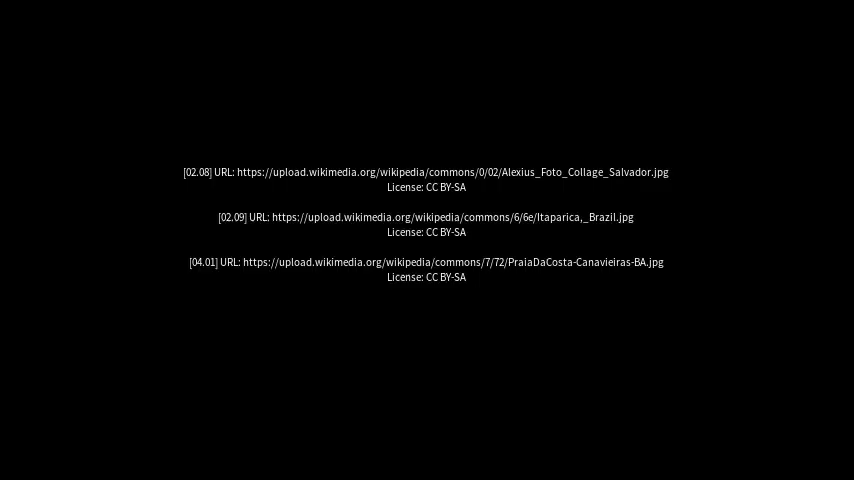 [02.08] URL: https://upload.wikimedia.org/wikipedia/commons/0/02/Alexius_Foto_Collage_Salvador.jpg
License: CC BY-SA
[02.09] URL: https://upload.wikimedia.org/wikipedia/commons/6/6e/Itaparica,_Brazil.jpg
License: CC BY-SA
[04.01] URL: https://upload.wikimedia.org/wikipedia/commons/7/72/PraiaDaCosta-Canavieiras-BA.jpg
License: CC BY-SA